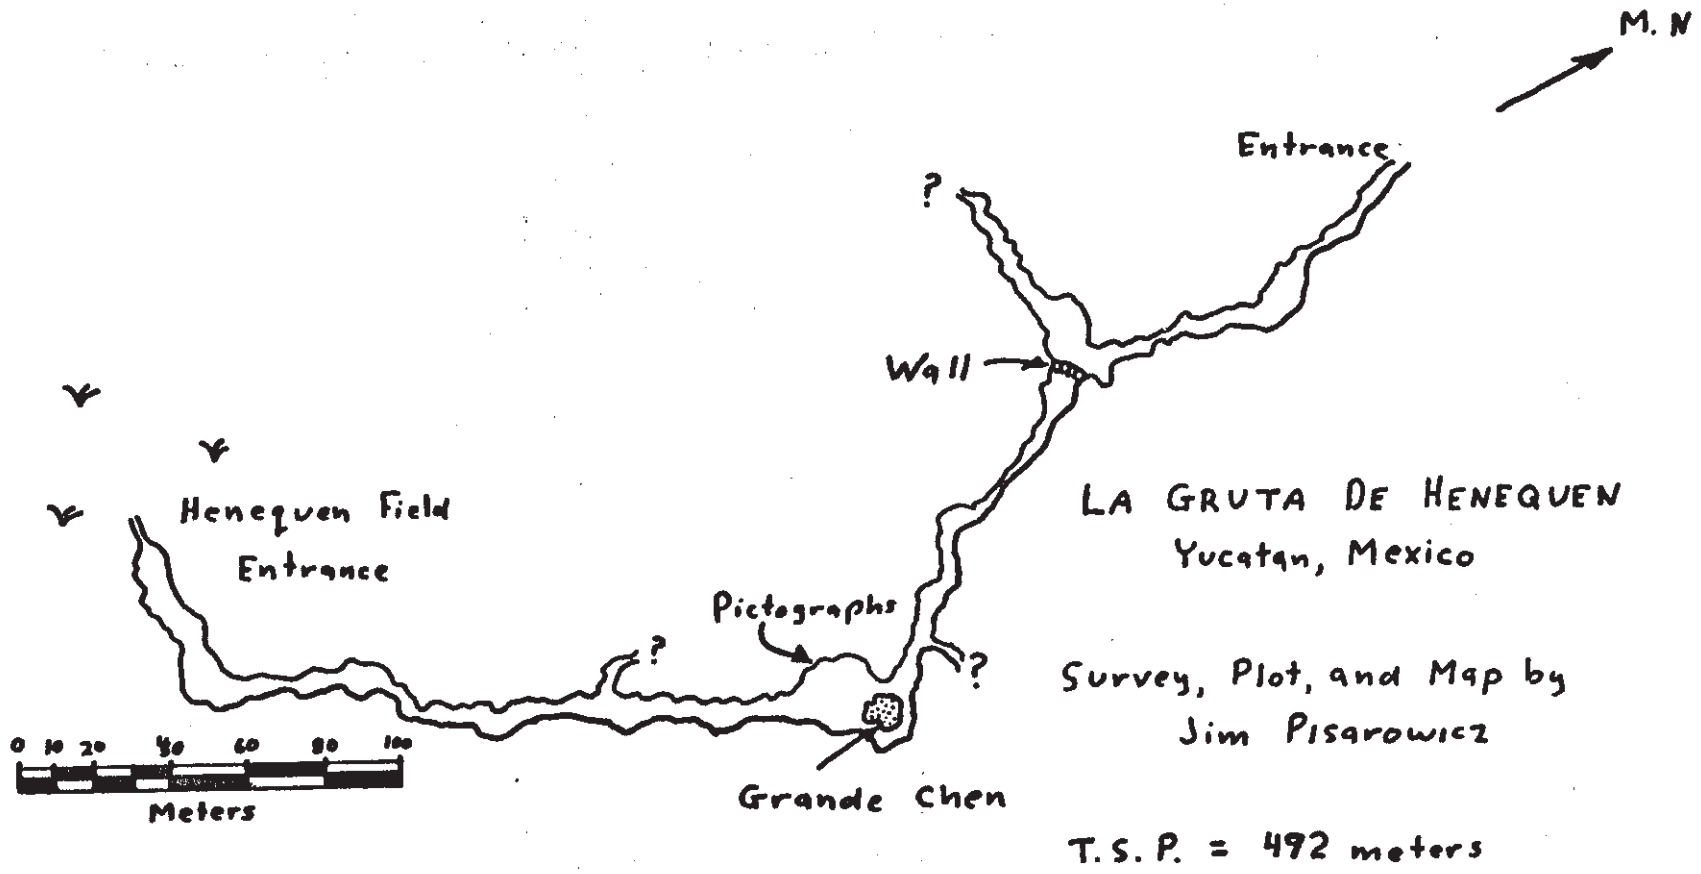 M. N
Entrance
?
Wall
Henequen Field
Entrance
LA GRUTA DE HENEQUEN
Yucatan, Mexico
Pictographs
?
?
Survey, Plot, and Map by
Jim Pisarowicz
0 10 20 40 60 80 100
Meters
Grande Chen
T.S.P. = 492 meters